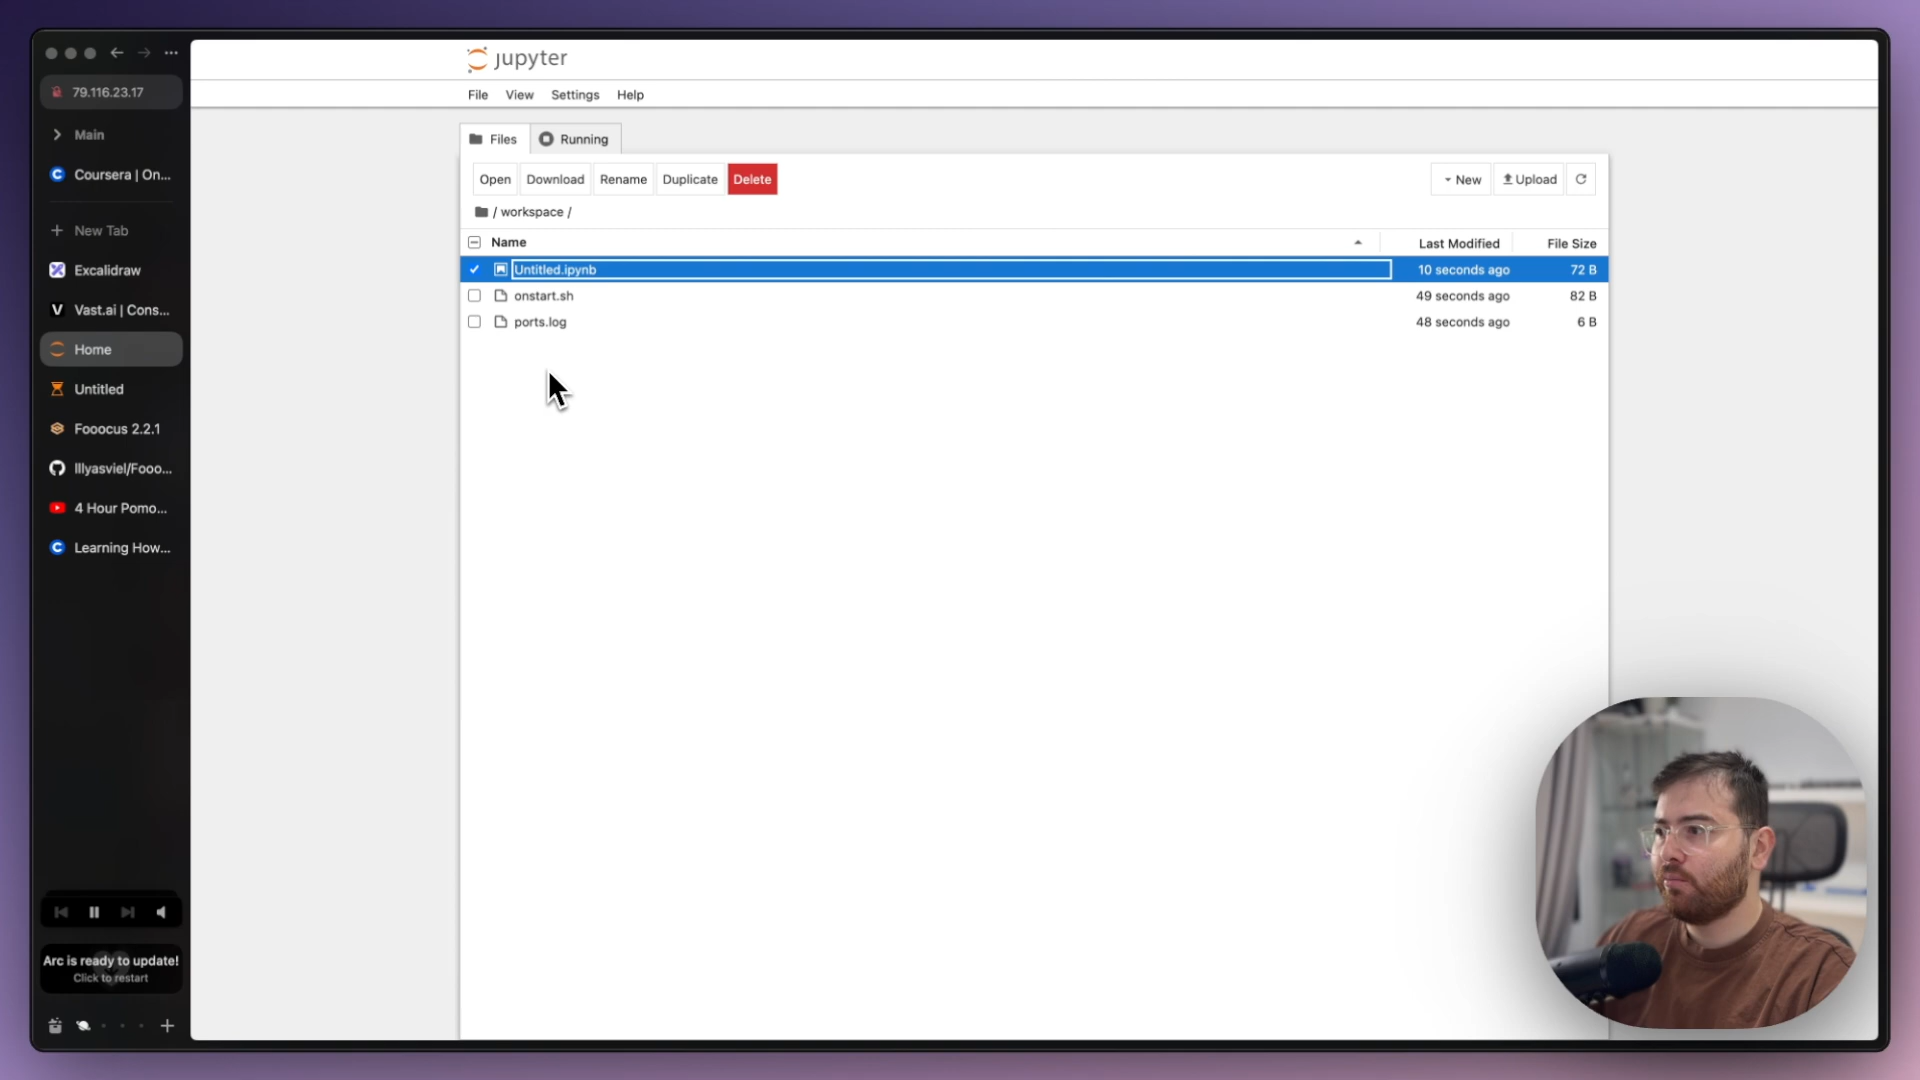 79.116.23.17
Main
Coursera | On...
New Tab
Excalidraw
Vast.ai | Cons...
Home
Untitled
Fooocus 2.2.1
lllyasviel/Fooo...
4 Hour Pomo...
Learning How...
Arc is ready to update!
Click to restart
jupyter
File View Settings Help
Files Running
Open Download Rename Duplicate Delete New Upload
/ workspace /
Name Last Modified File Size
Untitled.ipynb 10 seconds ago 72 B
onstart.sh 49 seconds ago 82 B
ports.log 48 seconds ago 6 B